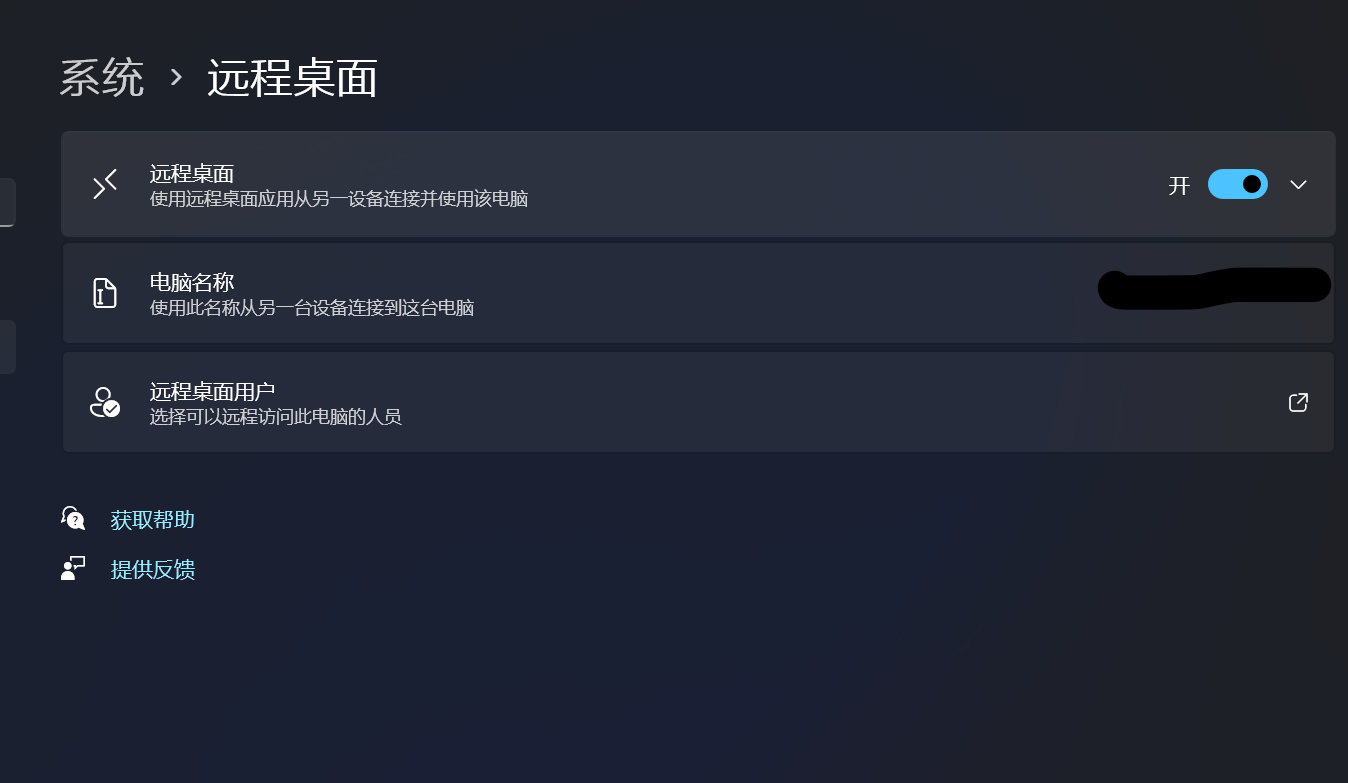 系统 › 远程桌面
远程桌面
使用远程桌面应用从另一设备连接并使用该电脑
开
电脑名称
使用此名称从另一台设备连接到这台电脑
远程桌面用户
选择可以远程访问此电脑的人员
获取帮助
提供反馈